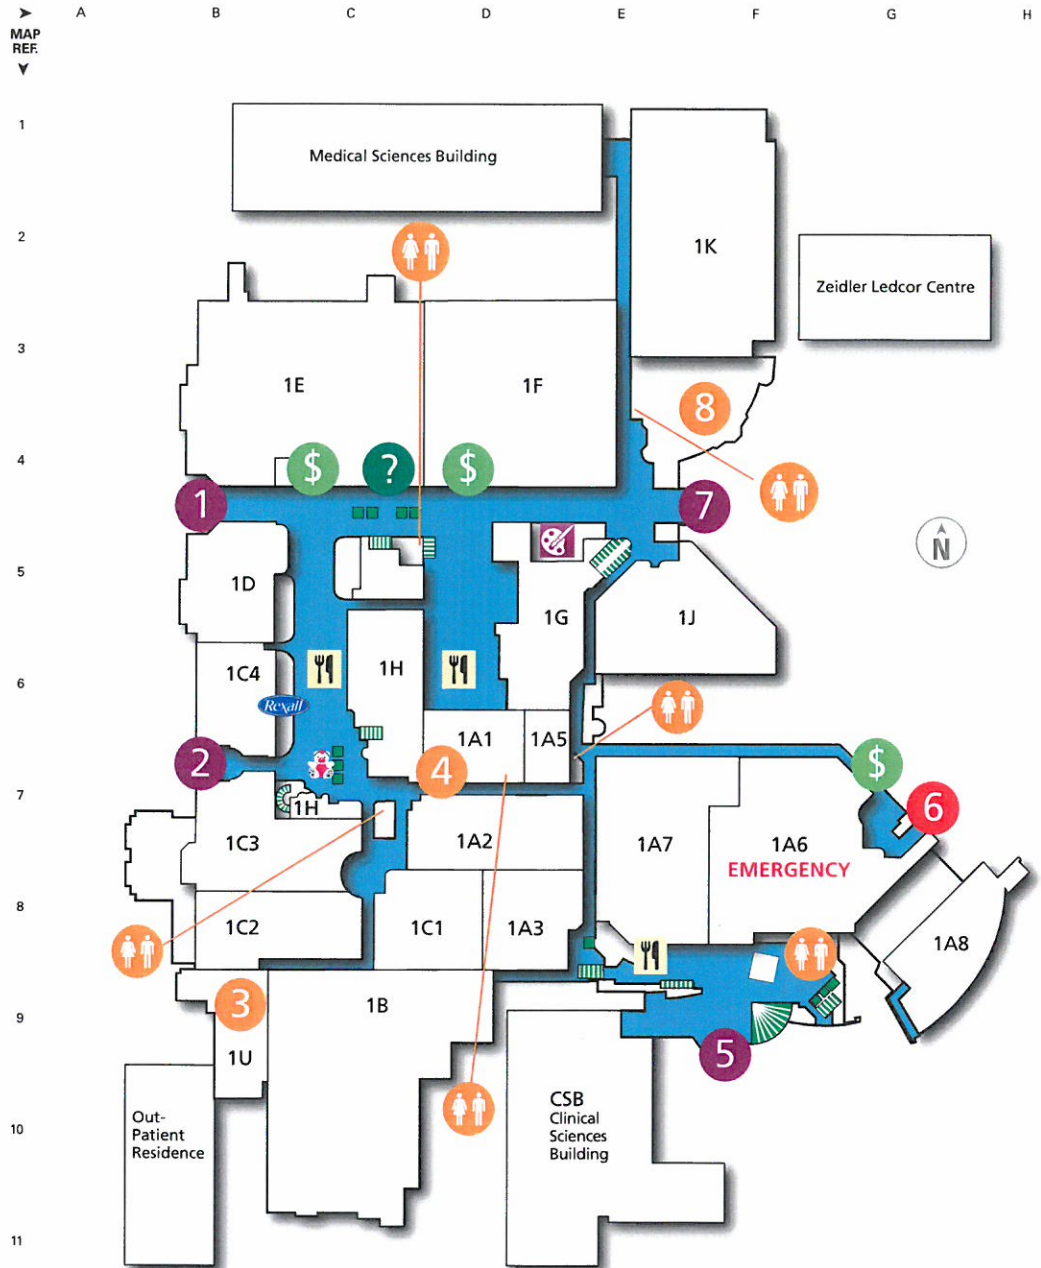 A B C D E F G H
MAP
REF.
1
Medical Sciences Building
2
1K
Zeidler Ledcor Centre
3
1E
1F
8
4
$
?
$
1
7
N
5
1D
1G
1J
1C4
1H
6
Rexall
1A1
1A5
2
4
$
7
1H
6
1C3
1A2
1A7
1A6
EMERGENCY
8
1C2
1C1
1A3
1A8
3
1B
9
1U
5
CSB
Clinical
Sciences
Building
Out-
Patient
Residence
10
11